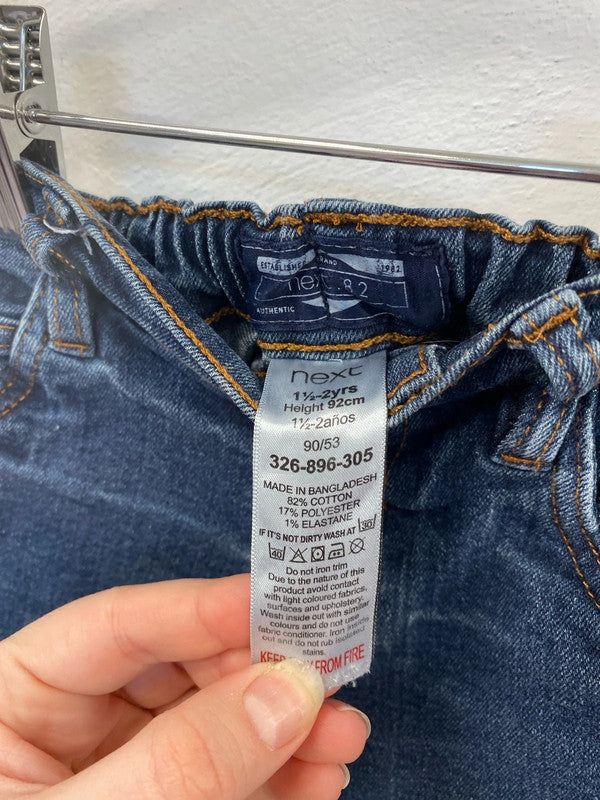 ESTABLISHED BRAND 1982
next.82
AUTHENTIC
next
1½-2yrs
Height 92cm
1½-2años
90/53
326-896-305
MADE IN BANGLADESH
82% COTTON
17% POLYESTER
1% ELASTANE
IF IT'S NOT DIRTY WASH AT 30
40
Do not iron trim
Due to the nature of this
product avoid contact
with light coloured fabrics,
surfaces and upholstery.
Wash inside out with similar
colours and do not use
fabric conditioner. Iron inside
out and do not rub isolated
stains.
KEEP AWAY FROM FIRE